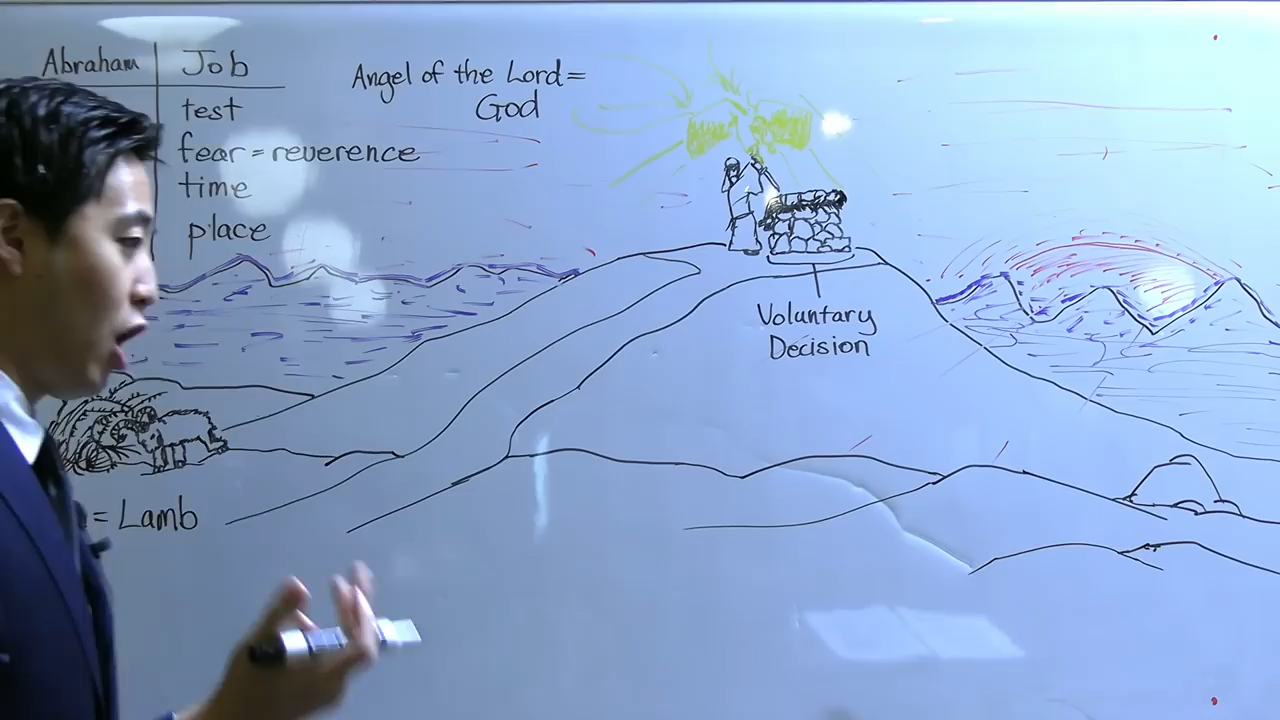 Abraham Job
test
fear = reverence
time
place
Angel of the Lord =
God
Voluntary
Decision
= Lamb